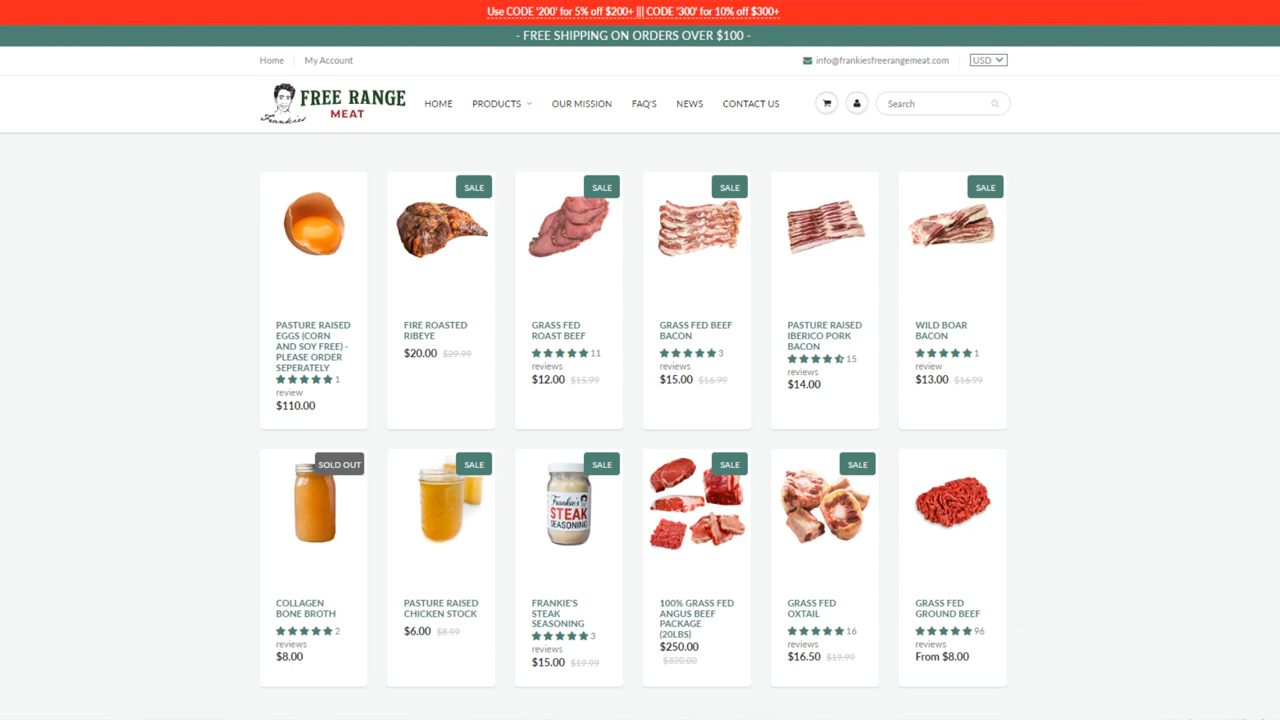 Use CODE '200' for 5% off $200+ ||| CODE '300' for 10% off $300+
- FREE SHIPPING ON ORDERS OVER $100 -
Home
My Account
info@frankiesfreerangemeat.com
USD
Frankies
FREE RANGE
MEAT
HOME
PRODUCTS
OUR MISSION
FAQ'S
NEWS
CONTACT US
Search
PASTURE RAISED
EGGS (CORN
AND SOY FREE) -
PLEASE ORDER
SEPERATELY
1
review
$110.00
SALE
FIRE ROASTED
RIBEYE
$20.00 $29.99
SALE
GRASS FED
ROAST BEEF
11
reviews
$12.00 $15.99
SALE
GRASS FED BEEF
BACON
3
reviews
$15.00 $16.99
PASTURE RAISED
IBERICO PORK
BACON
15
reviews
$14.00
SALE
WILD BOAR
BACON
1
review
$13.00 $16.99
SOLD OUT
COLLAGEN
BONE BROTH
2
reviews
$8.00
SALE
PASTURE RAISED
CHICKEN STOCK
$6.00 $8.99
SALE
Frankie's
STEAK
SEASONING
FRANKIE'S
STEAK
SEASONING
3
reviews
$15.00 $19.99
SALE
100% GRASS FED
ANGUS BEEF
PACKAGE
(20LBS)
$250.00
$320.00
SALE
GRASS FED
OXTAIL
16
reviews
$16.50 $19.99
GRASS FED
GROUND BEEF
96
reviews
From $8.00